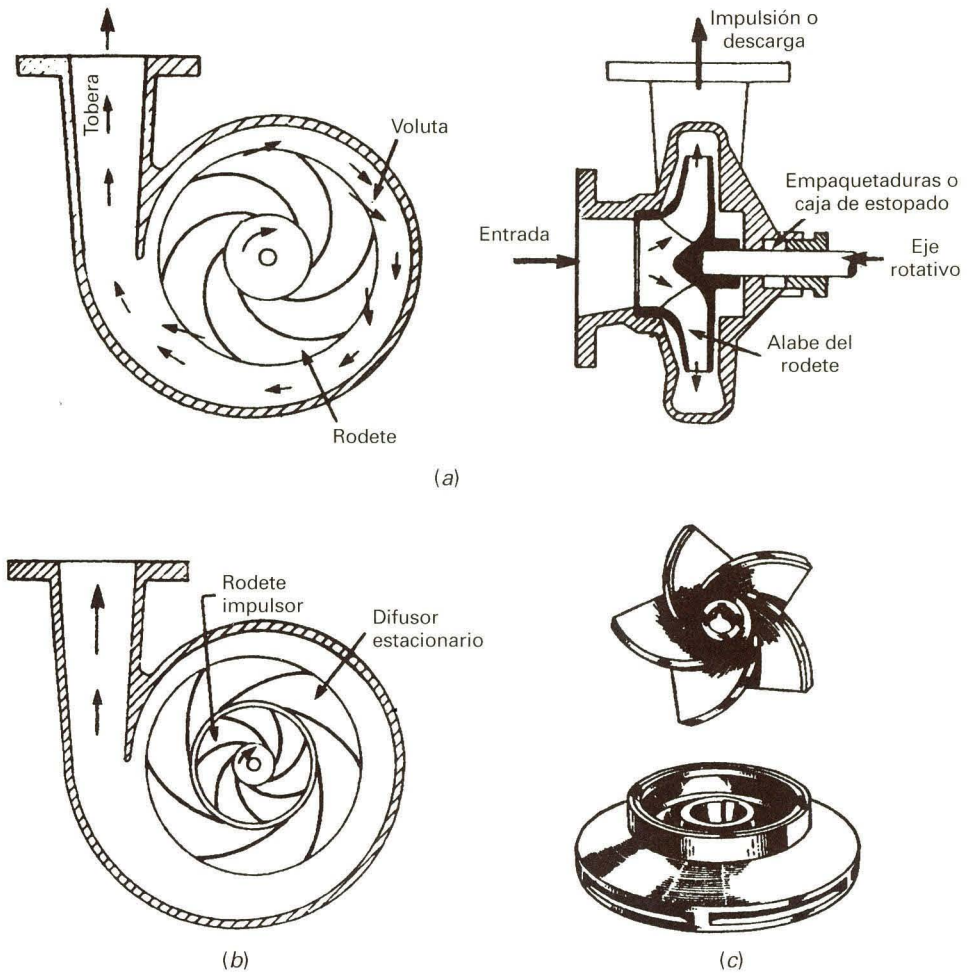 Tobera
Voluta
Rodete
Impulsión o
descarga
Entrada
Empaquetaduras o
caja de estopado
Eje
rotativo
Alabe del
rodete
(a)
Rodete
impulsor
Difusor
estacionario
(b)
(c)